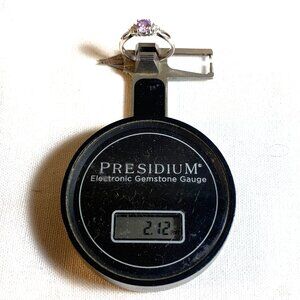 PRESIDIUM®
Electronic Gemstone Gauge
2.12